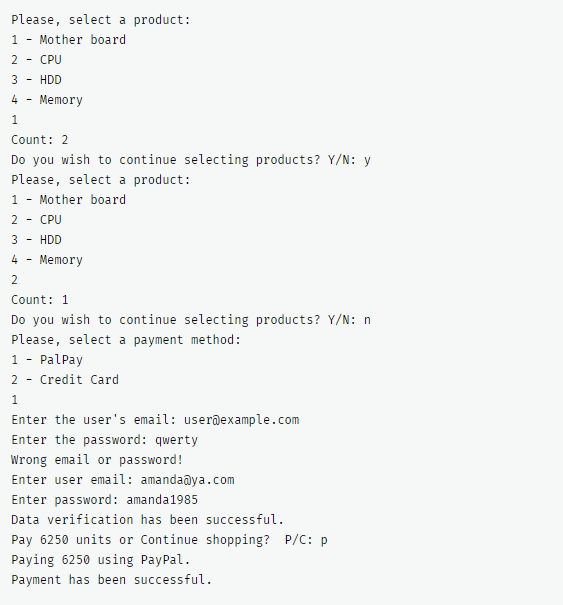 Please, select a product:
1 - Mother board
2 - CPU
3 - HDD
4 - Memory
1
Count: 2
Do you wish to continue selecting products? Y/N: y
Please, select a product:
1 - Mother board
2 - CPU
3 - HDD
4 - Memory
2
Count: 1
Do you wish to continue selecting products? Y/N: n
Please, select a payment method:
1 - PalPay
2 - Credit Card
1
Enter the user's email: user@example.com
Enter the password: qwerty
Wrong email or password!
Enter user email: amanda@ya.com
Enter password: amanda1985
Data verification has been successful.
Pay 6250 units or Continue shopping?  P/C: p
Paying 6250 using PayPal.
Payment has been successful.